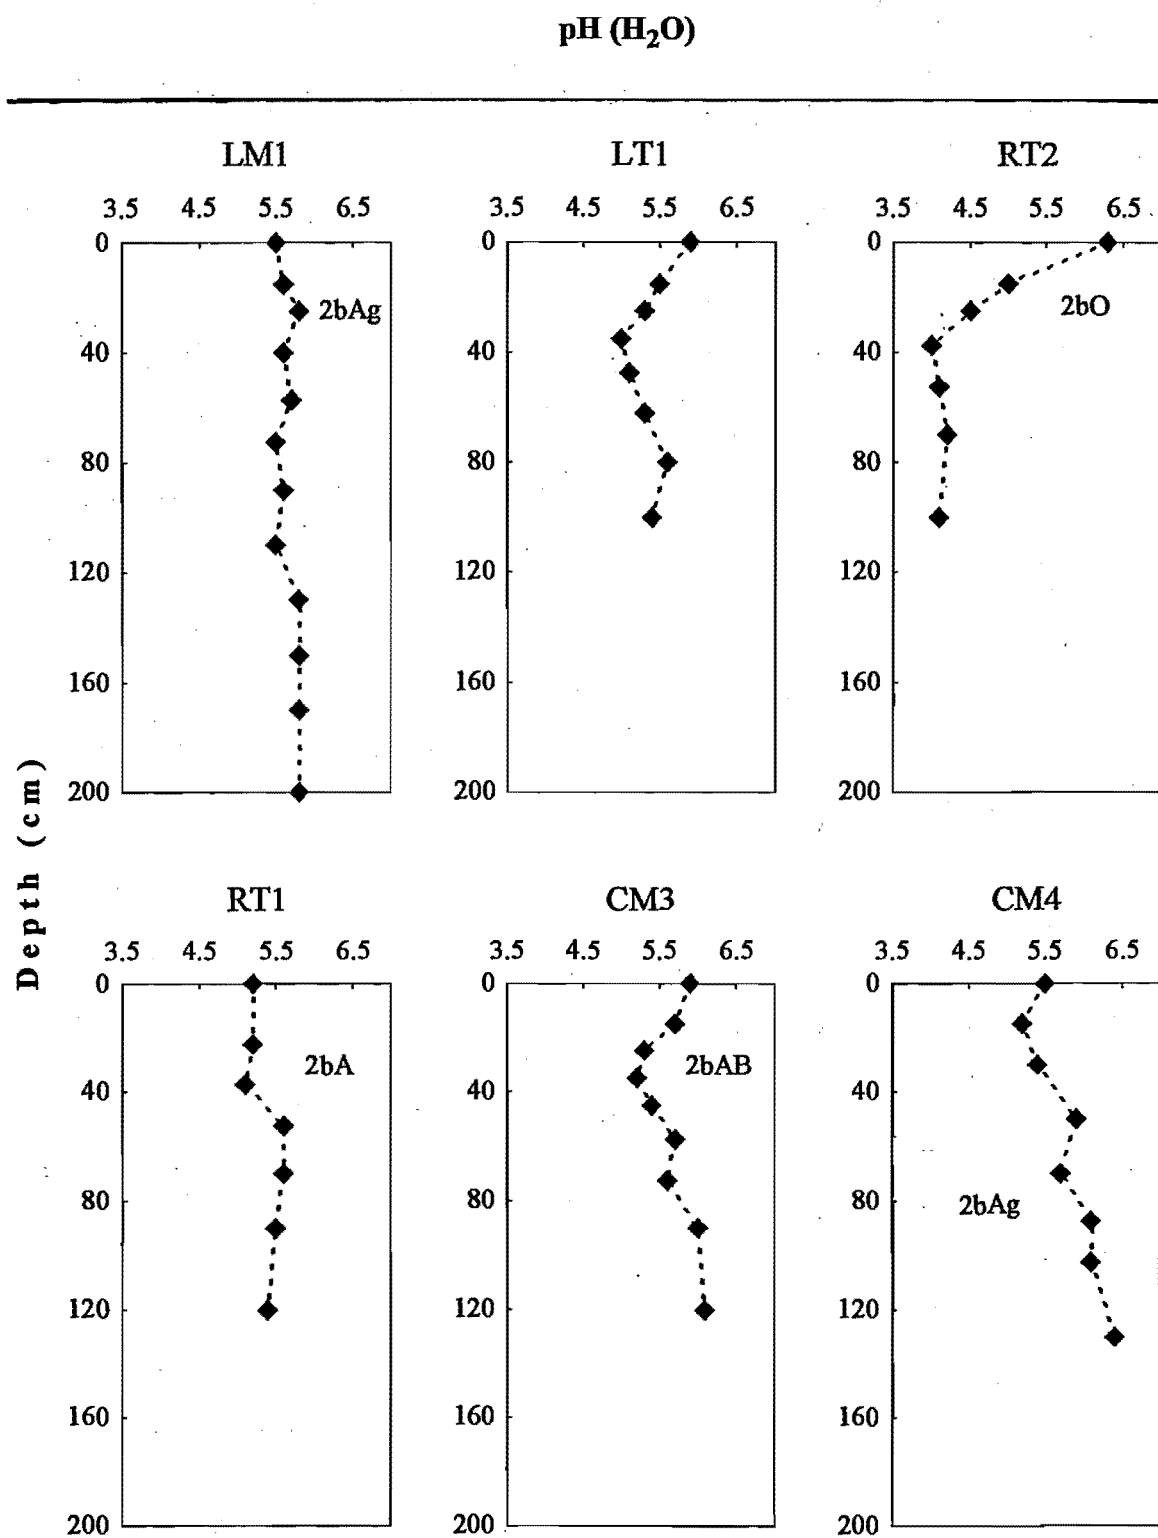 pH (H₂O)
LM1 LT1 RT2
3.5 4.5 5.5 6.5 3.5 4.5 5.5 6.5 3.5 4.5 5.5 6.5
0 0 0
2bAg 2bO
40 40 40
80 80 80
120 120 120
160 160 160
200 200 200
Depth (cm)
RT1 CM3 CM4
3.5 4.5 5.5 6.5 3.5 4.5 5.5 6.5 3.5 4.5 5.5 6.5
0 0 0
2bA 2bAB
40 40 40
80 80 80
2bAg
120 120 120
160 160 160
200 200 200